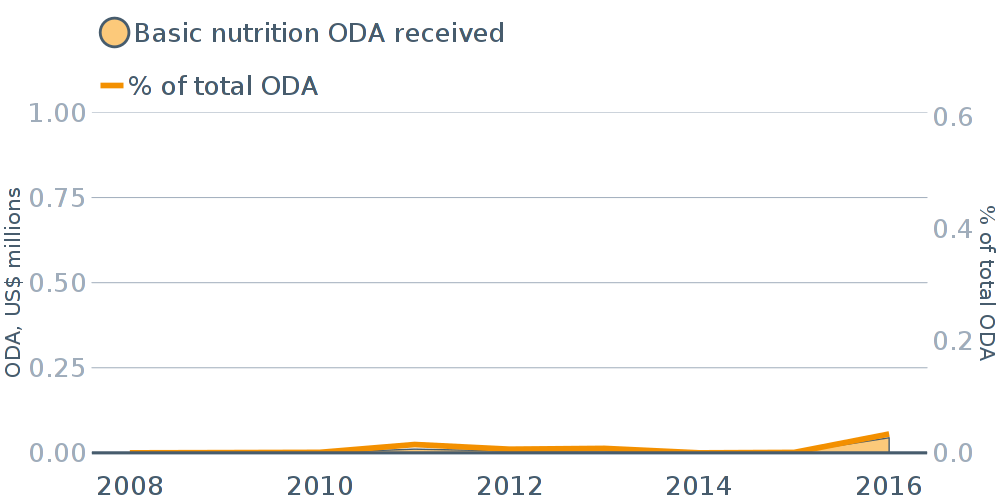 Basic nutrition ODA received
% of total ODA
1.00
0.75
0.50
0.25
0.00
ODA, US$ millions
0.6
0.4
0.2
0.0
% of total ODA
2008 2010 2012 2014 2016